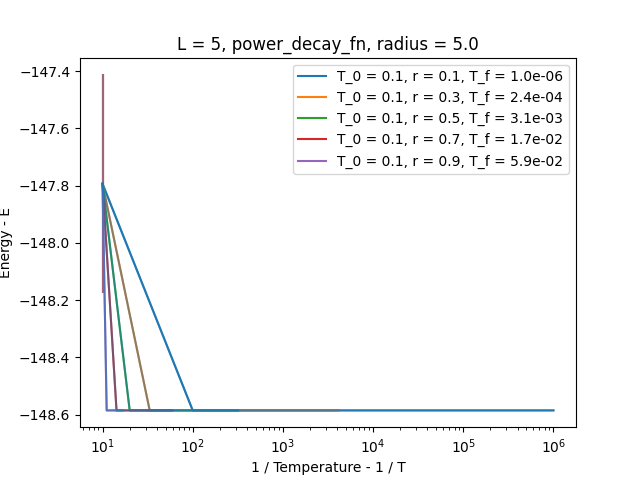 L = 5, power_decay_fn, radius = 5.0
−147.4
−147.6
−147.8
−148.0
−148.2
−148.4
−148.6
Energy - E
T_0 = 0.1, r = 0.1, T_f = 1.0e-06
T_0 = 0.1, r = 0.3, T_f = 2.4e-04
T_0 = 0.1, r = 0.5, T_f = 3.1e-03
T_0 = 0.1, r = 0.7, T_f = 1.7e-02
T_0 = 0.1, r = 0.9, T_f = 5.9e-02
10¹ 10² 10³ 10⁴ 10⁵ 10⁶
1 / Temperature - 1 / T